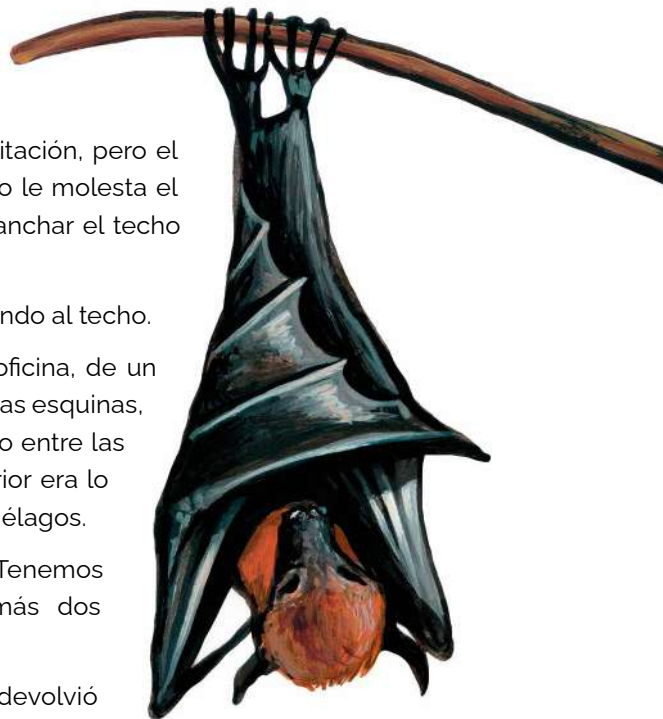 itación, pero el
o le molesta el
anchar el techo
ndo al techo.
oficina, de un
as esquinas,
o entre las
rior era lo
élagos.
Tenemos
más dos
devolvió